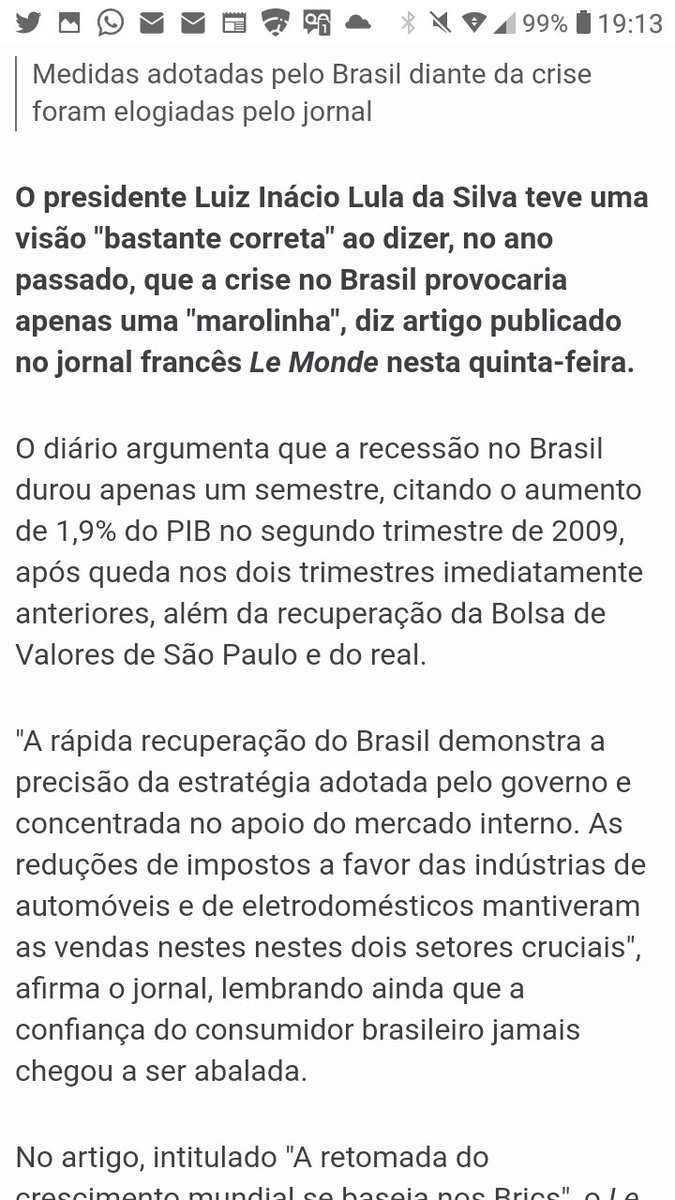 99% 19:13
Medidas adotadas pelo Brasil diante da crise
foram elogiadas pelo jornal
O presidente Luiz Inácio Lula da Silva teve uma
visão "bastante correta" ao dizer, no ano
passado, que a crise no Brasil provocaria
apenas uma "marolinha", diz artigo publicado
no jornal francês Le Monde nesta quinta-feira.
O diário argumenta que a recessão no Brasil
durou apenas um semestre, citando o aumento
de 1,9% do PIB no segundo trimestre de 2009,
após queda nos dois trimestres imediatamente
anteriores, além da recuperação da Bolsa de
Valores de São Paulo e do real.
"A rápida recuperação do Brasil demonstra a
precisão da estratégia adotada pelo governo e
concentrada no apoio do mercado interno. As
reduções de impostos a favor das indústrias de
automóveis e de eletrodomésticos mantiveram
as vendas nestes nestes dois setores cruciais",
afirma o jornal, lembrando ainda que a
confiança do consumidor brasileiro jamais
chegou a ser abalada.
No artigo, intitulado "A retomada do
crescimento mundial se baseia nos Brics", o Le